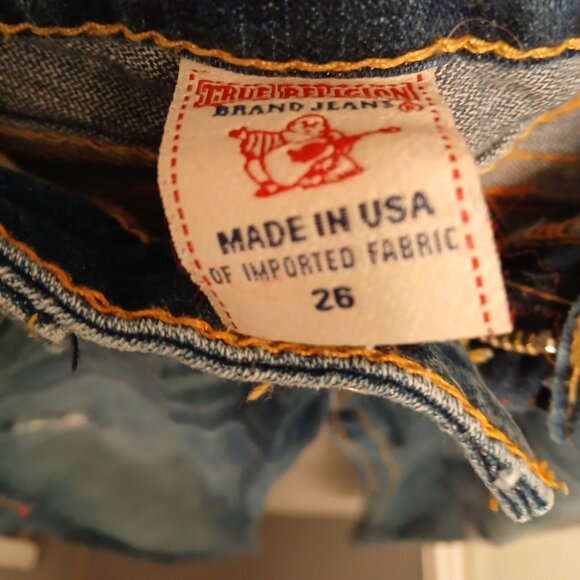 TRUE RELIGION
BRAND JEANS®
MADE IN USA
OF IMPORTED FABRIC
26